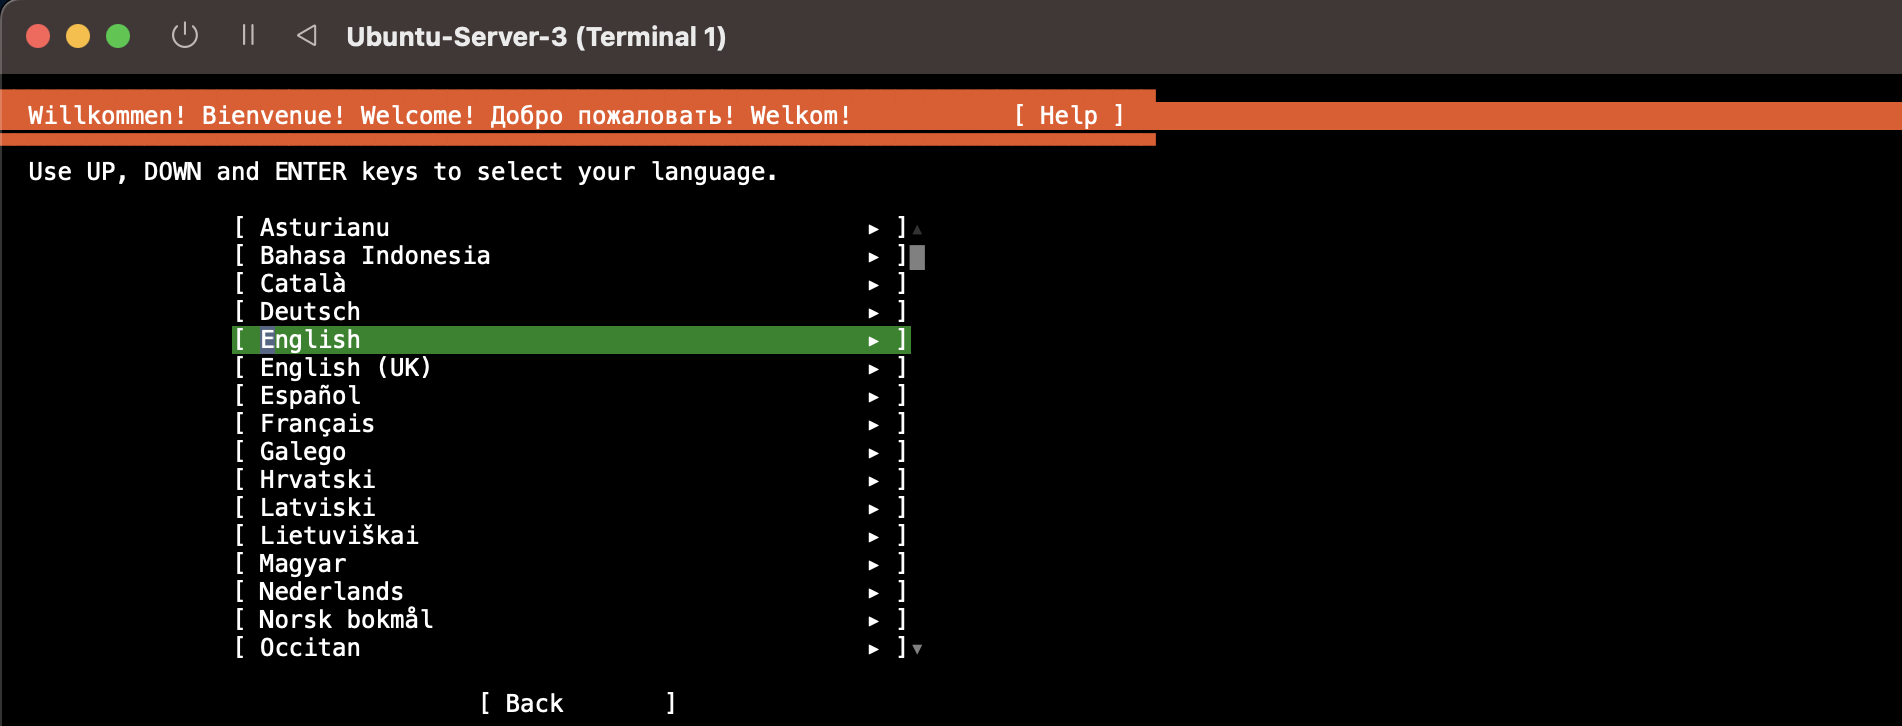 Ubuntu-Server-3 (Terminal 1)
Willkommen! Bienvenue! Welcome! Добро пожаловать! Welkom! [ Help ]
Use UP, DOWN and ENTER keys to select your language.
[ Asturianu ▸ ]▴
[ Bahasa Indonesia ▸ ]
[ Català ▸ ]
[ Deutsch ▸ ]
[ English ▸ ]
[ English (UK) ▸ ]
[ Español ▸ ]
[ Français ▸ ]
[ Galego ▸ ]
[ Hrvatski ▸ ]
[ Latviski ▸ ]
[ Lietuviškai ▸ ]
[ Magyar ▸ ]
[ Nederlands ▸ ]
[ Norsk bokmål ▸ ]
[ Occitan ▸ ]▾
[ Back ]